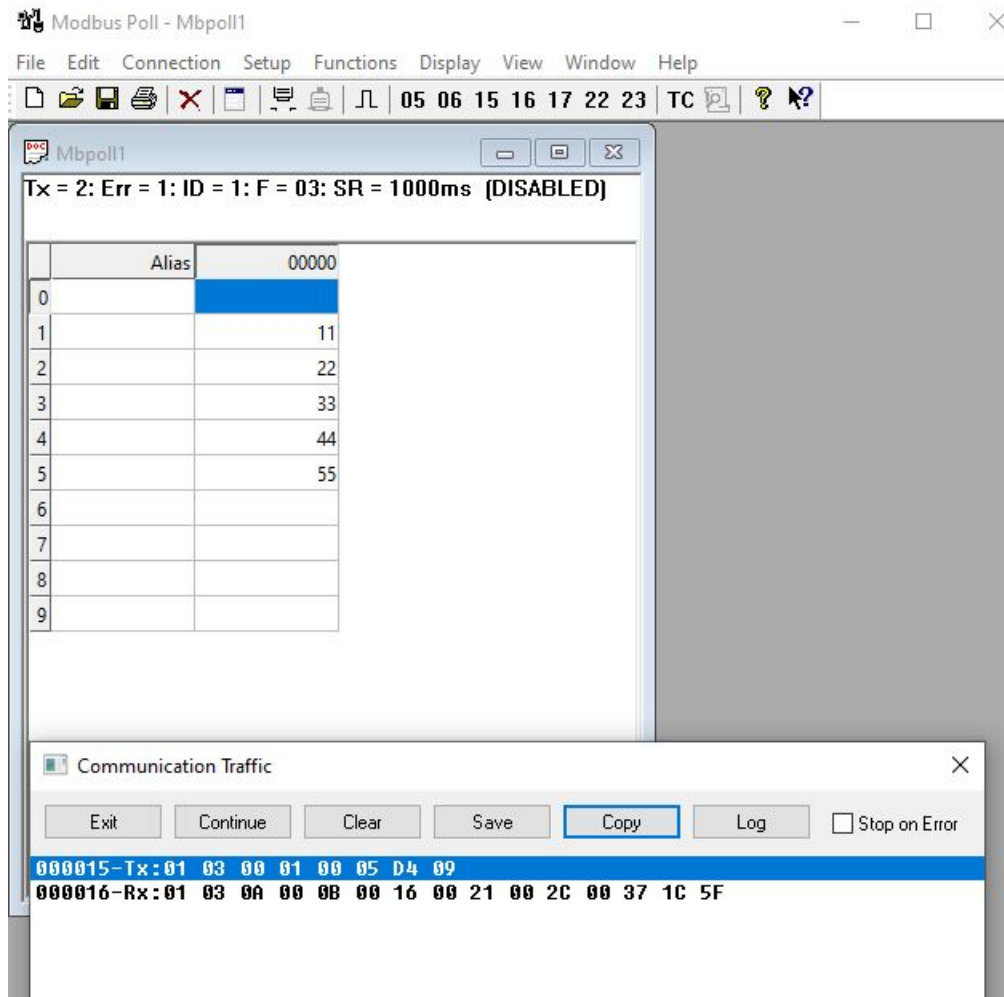 Modbus Poll - Mbpoll1
File Edit Connection Setup Functions Display View Window Help
05 06 15 16 17 22 23 TC
Mbpoll1
Tx = 2: Err = 1: ID = 1: F = 03: SR = 1000ms (DISABLED)
Alias 00000
0
1 11
2 22
3 33
4 44
5 55
6
7
8
9
Communication Traffic
Exit Continue Clear Save Copy Log Stop on Error
000015-Tx:01 03 00 01 00 05 D4 09
000016-Rx:01 03 0A 00 0B 00 16 00 21 00 2C 00 37 1C 5F